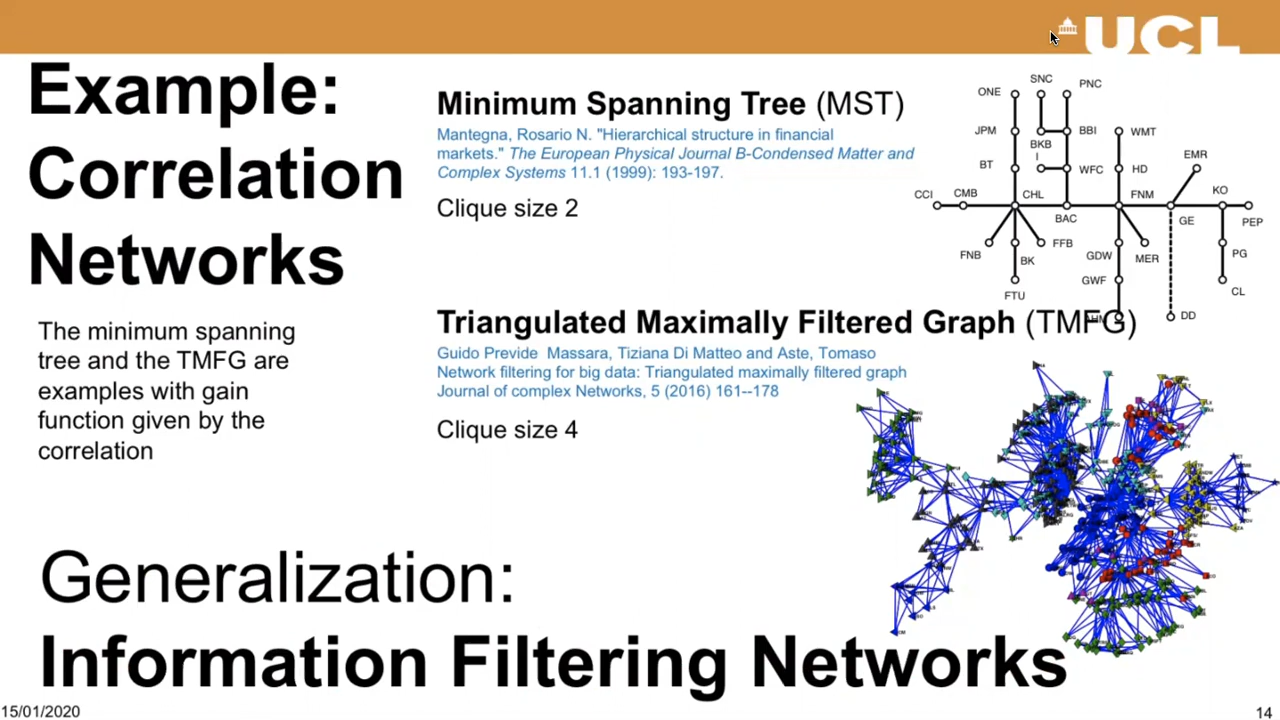 UCL
Example:
Correlation
Networks
The minimum spanning
tree and the TMFG are
examples with gain
function given by the
correlation
Minimum Spanning Tree (MST)
Mantegna, Rosario N. "Hierarchical structure in financial
markets." The European Physical Journal B-Condensed Matter and
Complex Systems 11.1 (1999): 193-197.
Clique size 2
SNC
ONE
PNC
JPM
BBI
WMT
BKB
I
EMR
BT
WFC
HD
CCI
CMB
CHL
FNM
KO
BAC
GE
PEP
FNB
BK
FFB
GDW
MER
PG
GWF
CL
FTU
DD
Triangulated Maximally Filtered Graph (TMFG)
Guido Previde Massara, Tiziana Di Matteo and Aste, Tomaso
Network filtering for big data: Triangulated maximally filtered graph
Journal of complex Networks, 5 (2016) 161--178
Clique size 4
Generalization:
Information Filtering Networks
15/01/2020
14